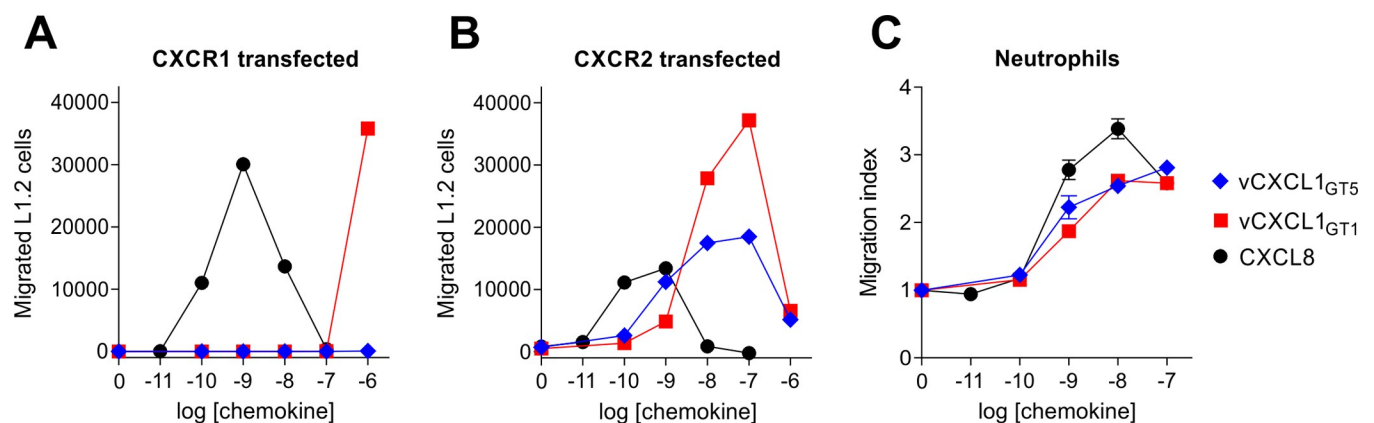 A
CXCR1 transfected
Migrated L1.2 cells
40000
30000
20000
10000
0
0 -11 -10 -9 -8 -7 -6
log [chemokine]
B
CXCR2 transfected
Migrated L1.2 cells
40000
30000
20000
10000
0
0 -11 -10 -9 -8 -7 -6
log [chemokine]
C
Neutrophils
Migration index
4
3
2
1
0
0 -11 -10 -9 -8 -7
log [chemokine]
vCXCL1GT5
vCXCL1GT1
CXCL8